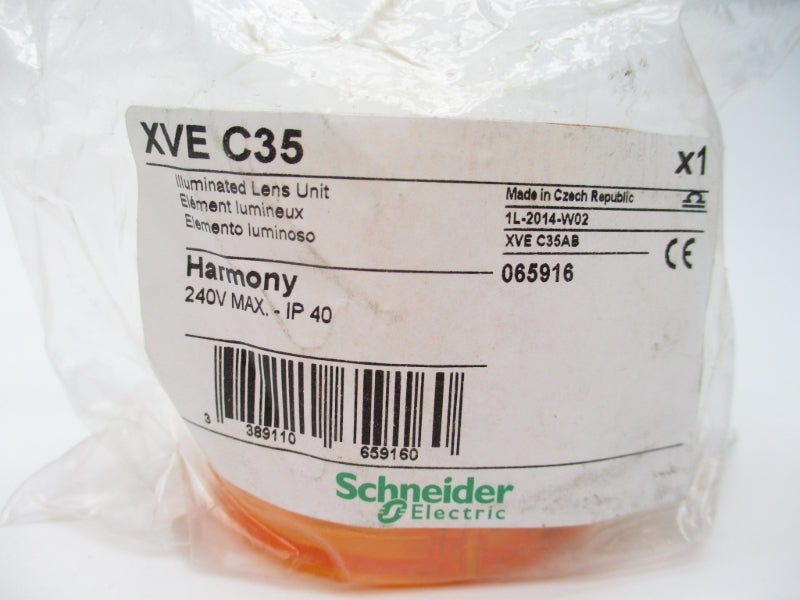 XVE C35
x1
Illuminated Lens Unit
Elément lumineux
Elemento luminoso
Made in Czech Republic
1L-2014-W02
XVE C35AB
CE
Harmony
065916
240V MAX. - IP 40
3 389110 659160
Schneider
Electric